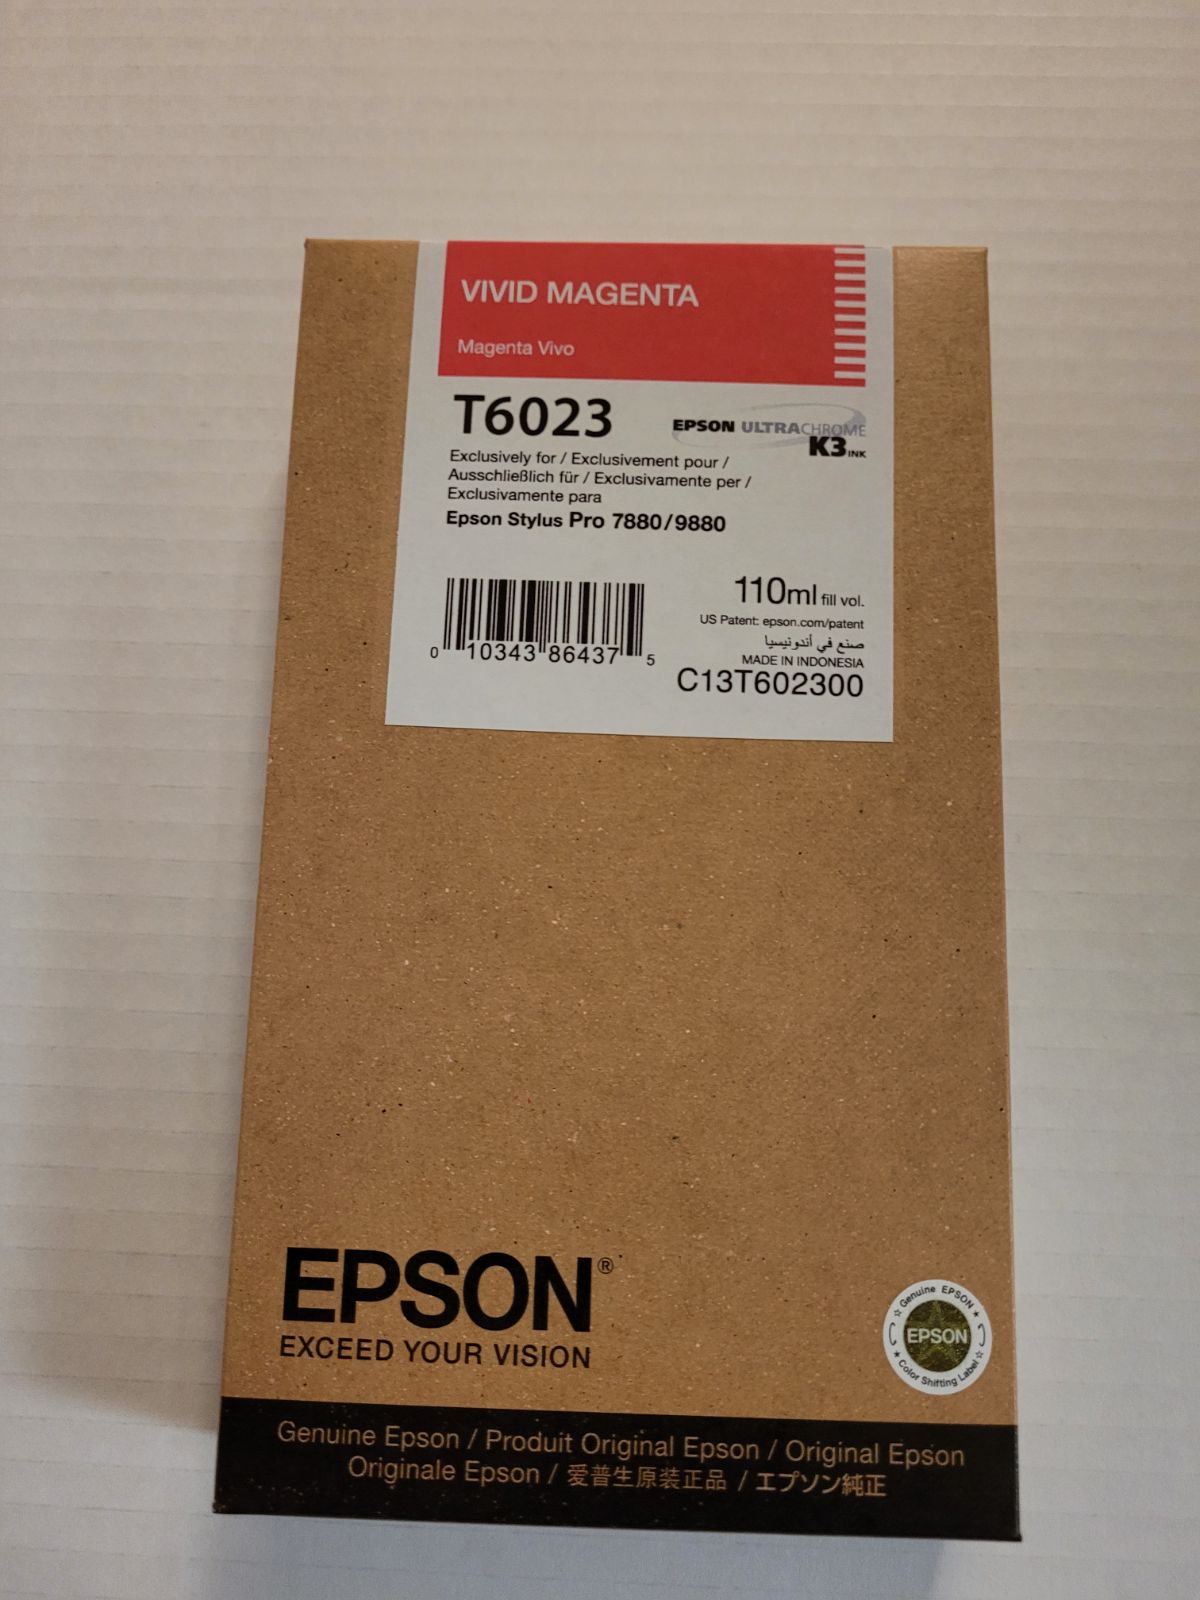 VIVID MAGENTA
Magenta Vivo
T6023
EPSON ULTRACHROME
K3 INK
Exclusively for / Exclusivement pour /
Ausschließlich für / Exclusivamente per /
Exclusivamente para
Epson Stylus Pro 7880/9880
110ml fill vol.
US Patent: epson.com/patent
صنع في أندونيسيا
MADE IN INDONESIA
C13T602300
0 10343 86437 5
EPSON®
EXCEED YOUR VISION
Genuine EPSON
EPSON
Color Shifting Label
Genuine Epson / Produit Original Epson / Original Epson
Originale Epson / 爱普生原装正品 / エプソン純正